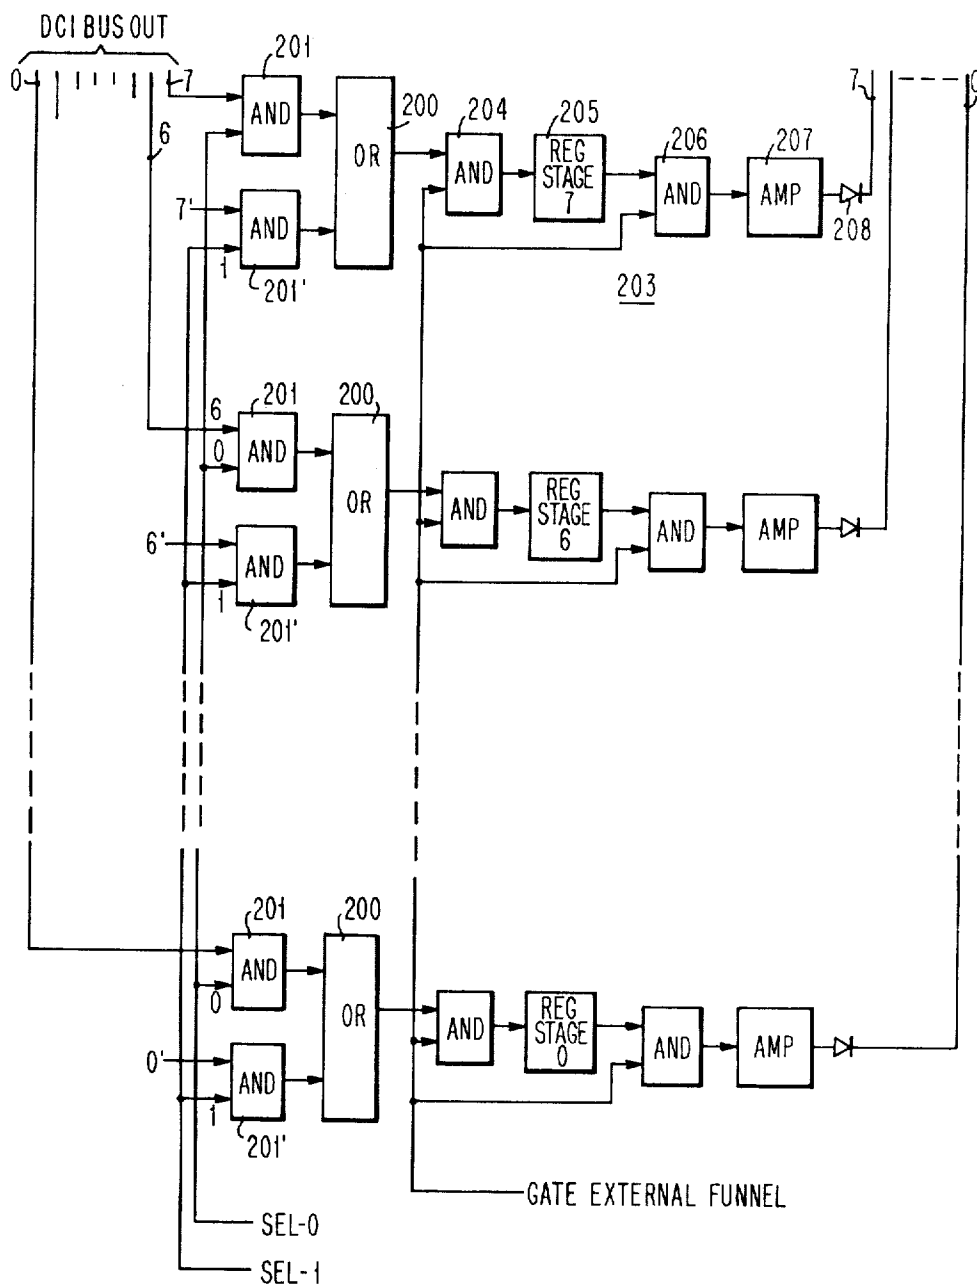 DCI BUS OUT
0 7 201 200 204 205 206 207 7 0
AND OR AND REG STAGE 7 AND AMP
6 208
7' AND
1 201' 203
6 201 200
0 AND OR AND REG STAGE 6 AND AMP
6' AND
1 201'
201 200
AND OR AND REG STAGE 0 AND AMP
0
0' AND
1 201'
GATE EXTERNAL FUNNEL
SEL-0
SEL-1